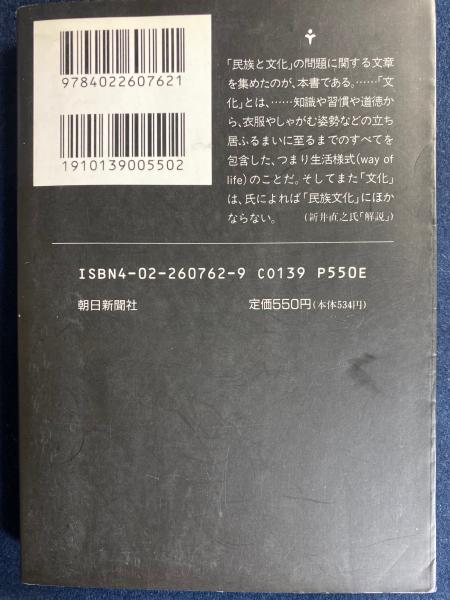 9784022607621
1910139005502
「民族と文化」の問題に関する文章
を集めたのが、本書である。……「文
化」とは、……知識や習慣や道徳か
ら、衣服やしゃがむ姿勢などの立ち
居ふるまいに至るまでのすべてを
包含した、つまり生活様式(way of
life)のことだ。そしてまた「文化」
は、氏によれば「民族文化」にほか
ならない。 (新井直之氏「解説」)
ISBN4-02-260762-9 C0139 P550E
朝日新聞社 定価550円(本体534円)